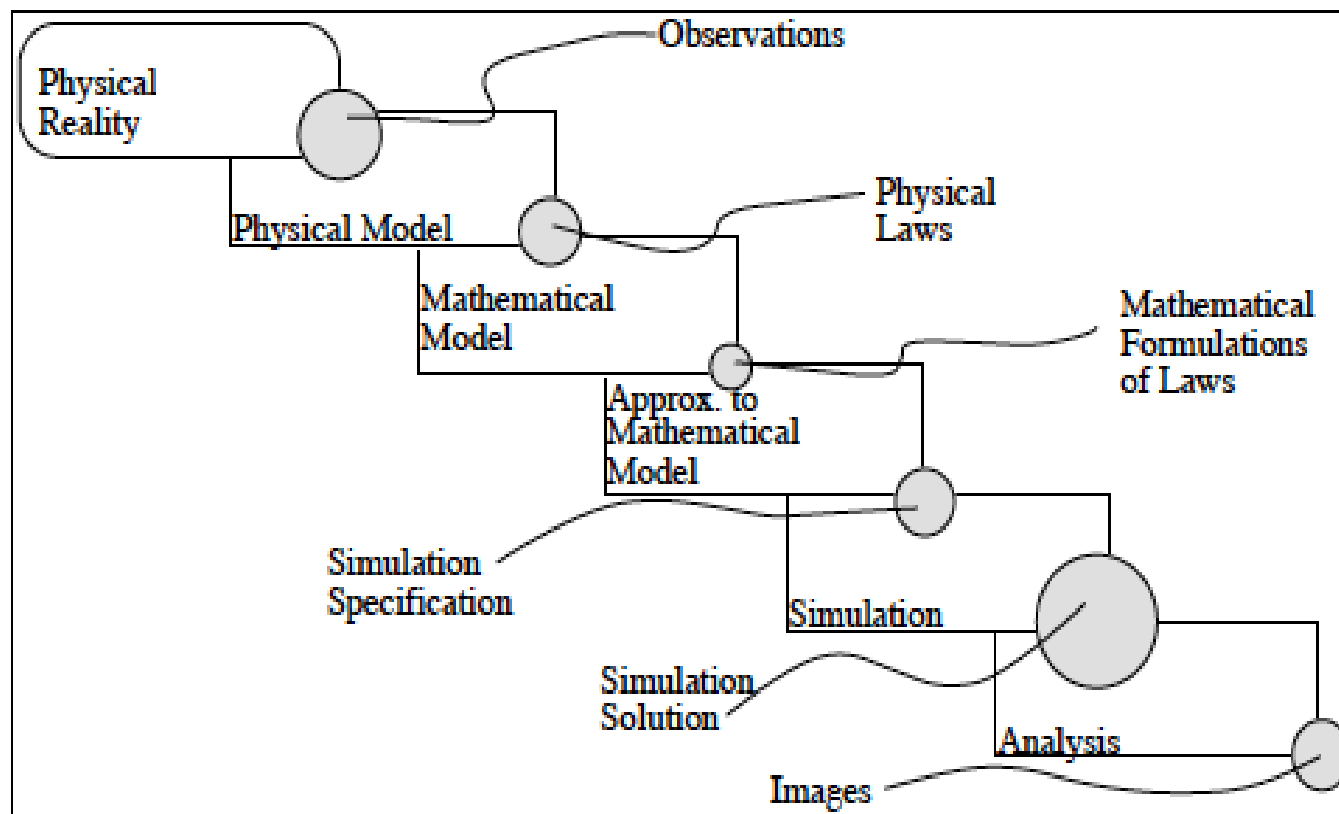 Observations
Physical
Reality
Physical
Laws
Physical Model
Mathematical
Model
Mathematical
Formulations
of Laws
Approx. to
Mathematical
Model
Simulation
Specification
Simulation
Simulation
Solution
Analysis
Images